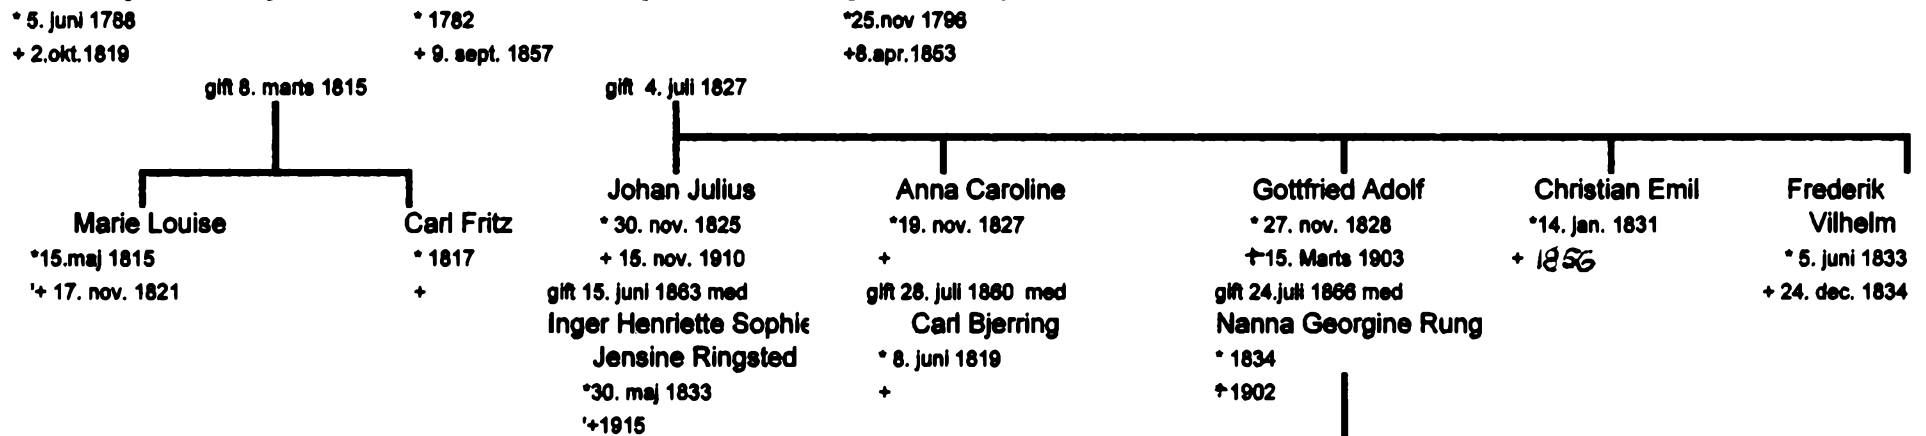 * 5. juni 1788 * 1782 *25.nov 1796
+ 2.okt.1819 + 9. sept. 1857 +8.apr.1853
gift 8. marts 1815 gift 4. juli 1827
Johan Julius Anna Caroline Gottfried Adolf Christian Emil Frederik
Marie Louise Carl Fritz * 30. nov. 1825 *19. nov. 1827 * 27. nov. 1828 *14. jan. 1831 Vilhelm
*15.maj 1815 * 1817 + 15. nov. 1910 + +15. Marts 1903 + 1856 * 5. juni 1833
'+ 17. nov. 1821 + gift 15. juni 1863 med gift 28. juli 1860 med gift 24.juli 1866 med + 24. dec. 1834
Inger Henriette Sophie Carl Bjerring Nanna Georgine Rung
Jensine Ringsted * 8. juni 1819 * 1834
*30. maj 1833 + +1902
'+1915